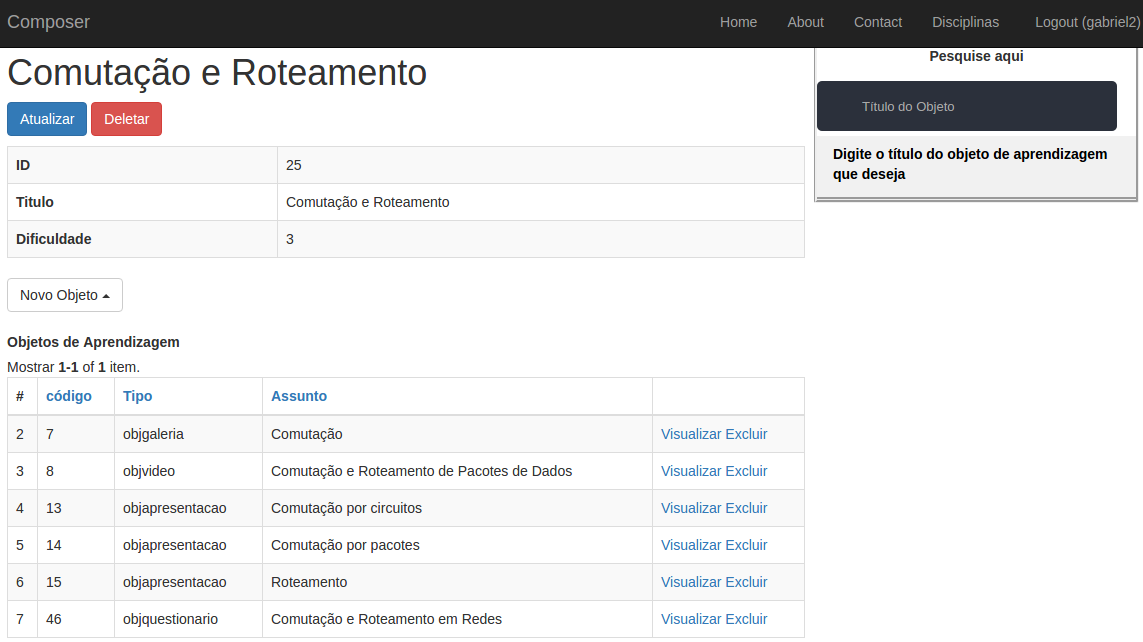 Composer Home About Contact Disciplinas Logout (gabriel2)
Comutação e Roteamento
Atualizar Deletar
ID 25
Titulo Comutação e Roteamento
Dificuldade 3
Novo Objeto
Objetos de Aprendizagem
Mostrar 1-1 of 1 item.
# código Tipo Assunto
2 7 objgaleria Comutação Visualizar Excluir
3 8 objvideo Comutação e Roteamento de Pacotes de Dados Visualizar Excluir
4 13 objapresentacao Comutação por circuitos Visualizar Excluir
5 14 objapresentacao Comutação por pacotes Visualizar Excluir
6 15 objapresentacao Roteamento Visualizar Excluir
7 46 objquestionario Comutação e Roteamento em Redes Visualizar Excluir
Pesquise aqui
Título do Objeto
Digite o título do objeto de aprendizagem
que deseja